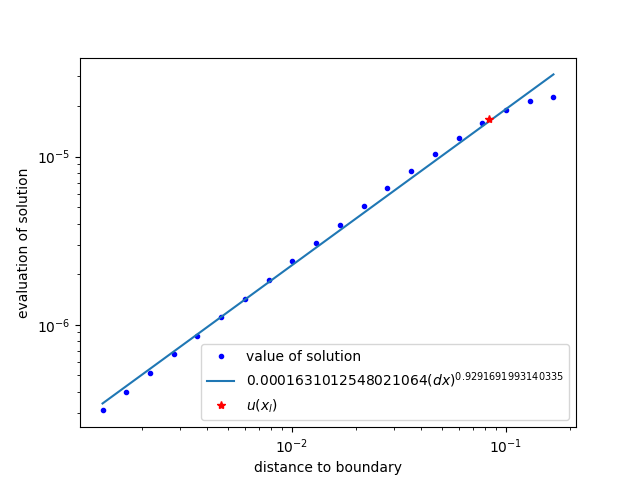 10^{-5}
10^{-6}
evaluation of solution
value of solution
0.0001631012548021064(dx)^{0.9291691993140335}
u(x_l)
10^{-2}
10^{-1}
distance to boundary